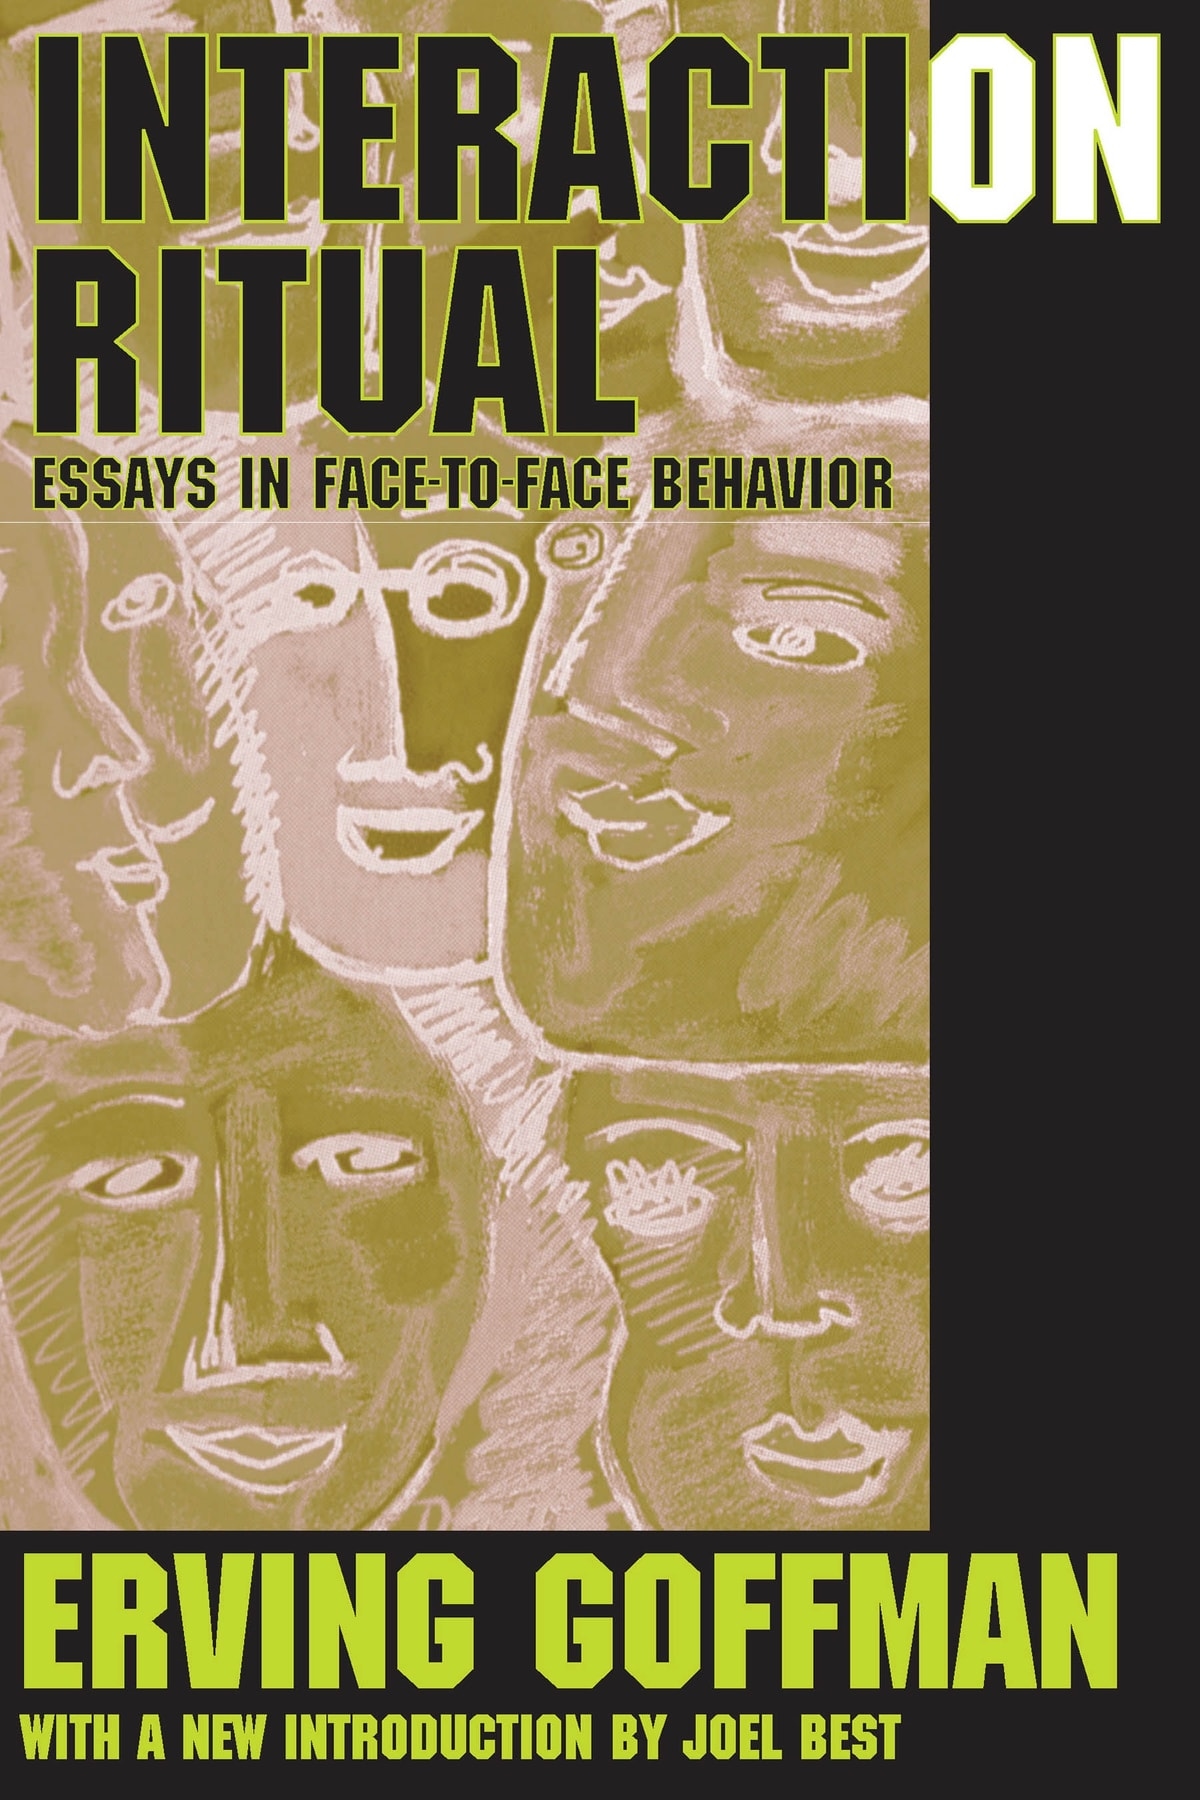 INTERACTION
RITUAL
ESSAYS IN FACE-TO-FACE BEHAVIOR
ERVING GOFFMAN
WITH A NEW INTRODUCTION BY JOEL BEST